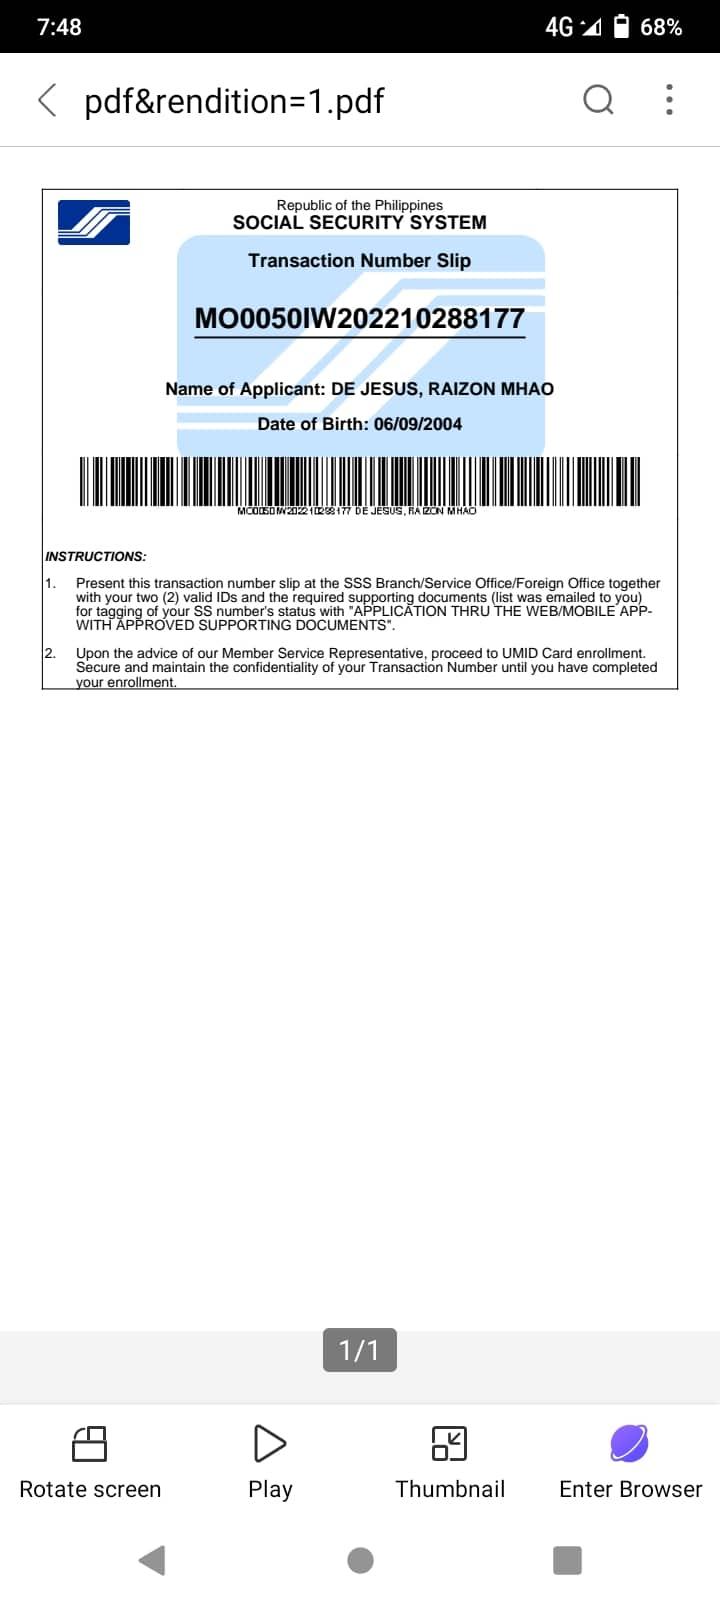 7:48
4G 68%
pdf&rendition=1.pdf
Republic of the Philippines
SOCIAL SECURITY SYSTEM
Transaction Number Slip
MO0050IW202210288177
Name of Applicant: DE JESUS, RAIZON MHAO
Date of Birth: 06/09/2004
MO0050IW202210288177 DE JESUS, RAIZON MHAO
INSTRUCTIONS:
1. Present this transaction number slip at the SSS Branch/Service Office/Foreign Office together
with your two (2) valid IDs and the required supporting documents (list was emailed to you)
for tagging of your SS number's status with "APPLICATION THRU THE WEB/MOBILE APP-
WITH APPROVED SUPPORTING DOCUMENTS".
2. Upon the advice of our Member Service Representative, proceed to UMID Card enrollment.
Secure and maintain the confidentiality of your Transaction Number until you have completed
your enrollment.
1/1
Rotate screen
Play
Thumbnail
Enter Browser